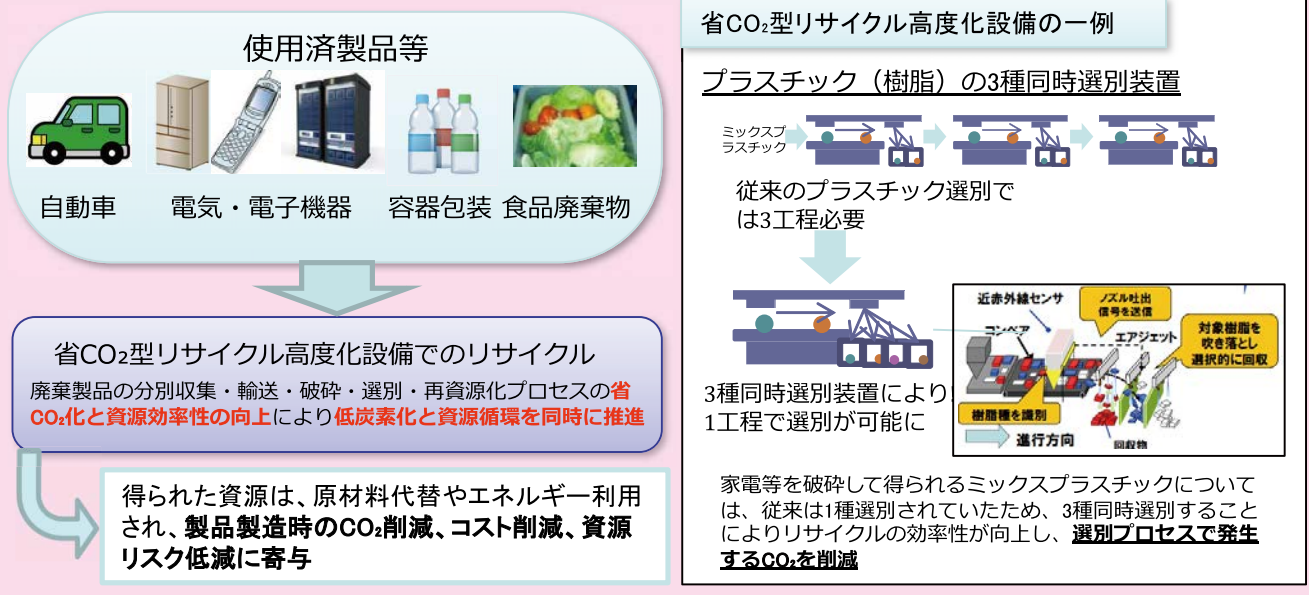 使用済製品等
自動車
電気・電子機器
容器包装
食品廃棄物
省CO₂型リサイクル高度化設備でのリサイクル
廃棄製品の分別収集・輸送・破砕・選別・再資源化プロセスの省
CO₂化と資源効率性の向上により低炭素化と資源循環を同時に推進
得られた資源は、原材料代替やエネルギー利用
され、製品製造時のCO₂削減、コスト削減、資源
リスク低減に寄与
省CO₂型リサイクル高度化設備の一例
プラスチック（樹脂）の3種同時選別装置
ミックスプ
ラスチック
従来のプラスチック選別で
は3工程必要
3種同時選別装置により
1工程で選別が可能に
近赤外線センサ
ノズル吐出
信号を送信
コンベア
エアジェット
対象樹脂を
吹き落とし
選択的に回収
樹脂種を識別
進行方向
回収物
家電等を破砕して得られるミックスプラスチックについて
は、従来は1種選別されていたため、3種同時選別すること
によりリサイクルの効率性が向上し、選別プロセスで発生
するCO₂を削減